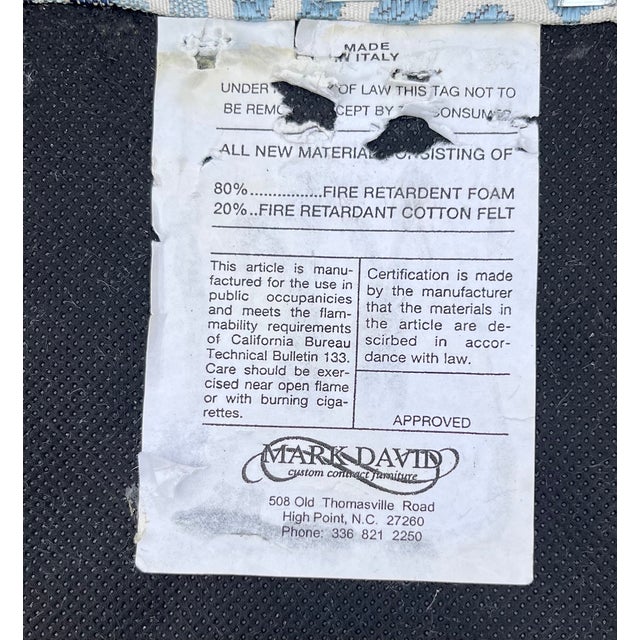 MADE
IN ITALY
UNDER OF LAW THIS TAG NOT TO
BE REMO CEPT BY CONSUMER
ALL NEW MATERIAL CONSISTING OF
80%...............FIRE RETARDENT FOAM
20%..FIRE RETARDANT COTTON FELT
This article is manu-
factured for the use in
public occupanicies
and meets the flam-
mability requirements
of California Bureau
Technical Bulletin 133.
Care should be exer-
cised near open flame
or with burning ciga-
rettes.
Certification is made
by the manufacturer
that the materials in
the article are de-
scirbed in accor-
dance with law.
APPROVED
MARK DAVID
custom contract furniture
508 Old Thomasville Road
High Point, N.C. 27260
Phone: 336 821 2250